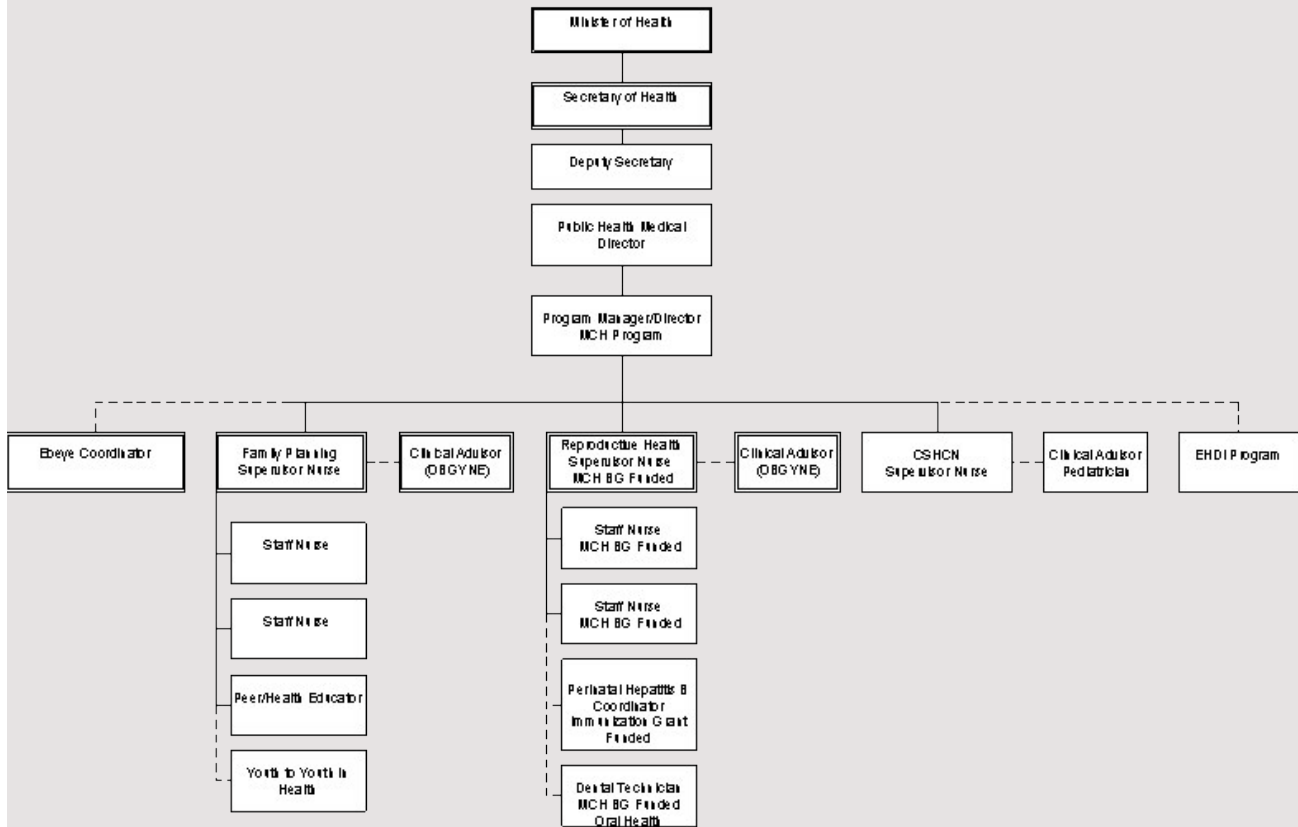 Minister of Health
Secretary of Health
Deputy Secretary
Public Health Medical
Director
Program Manager/Director
MCH Program
Ebeye Coordinator
Family Planning
Supervisor Nurse
Clinical Advisor
(OBGYNE)
Reproductive Health
Supervisor Nurse
MCH BG Funded
Clinical Advisor
(OBGYNE)
CSHCN
Supervisor Nurse
Clinical Advisor
Pediatrician
EHDI Program
Staff Nurse
Staff Nurse
Peer/Health Educator
Youth to Youth in
Health
Staff Nurse
MCH BG Funded
Staff Nurse
MCH BG Funded
Perinatal Hepatitis B
Coordinator
Immunization Grant
Funded
Dental Technician
MCH BG Funded
Oral Health